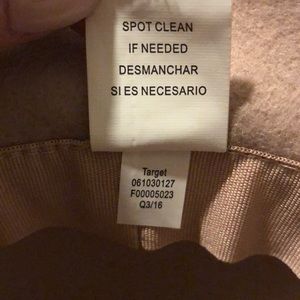 SPOT CLEAN
IF NEEDED
DESMANCHAR
SI ES NECESARIO
Target
061030127
F00005023
Q3/16